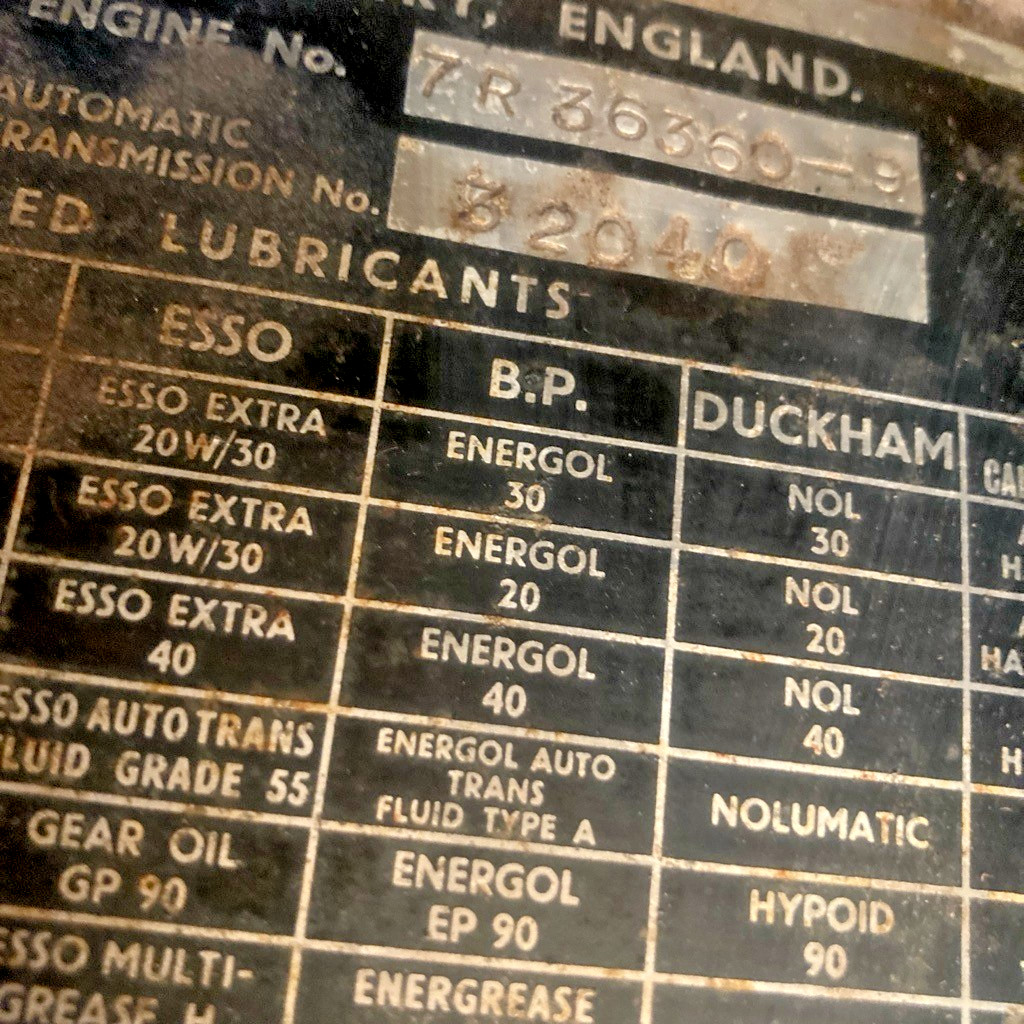 RY, ENGLAND.
ENGINE No. 7R 36360-9
AUTOMATIC
TRANSMISSION No. 32040
ED LUBRICANTS
ESSO B.P. DUCKHAM
ESSO EXTRA
20W/30
ENERGOL
30
NOL
30
ESSO EXTRA
20W/30
ENERGOL
20
NOL
20
ESSO EXTRA
40
ENERGOL
40
NOL
40
ESSO AUTO TRANS
FLUID GRADE 55
ENERGOL AUTO
TRANS
FLUID TYPE A
NOLUMATIC
GEAR OIL
GP 90
ENERGOL
EP 90
HYPOID
90
ESSO MULTI-
GREASE H
ENERGREASE